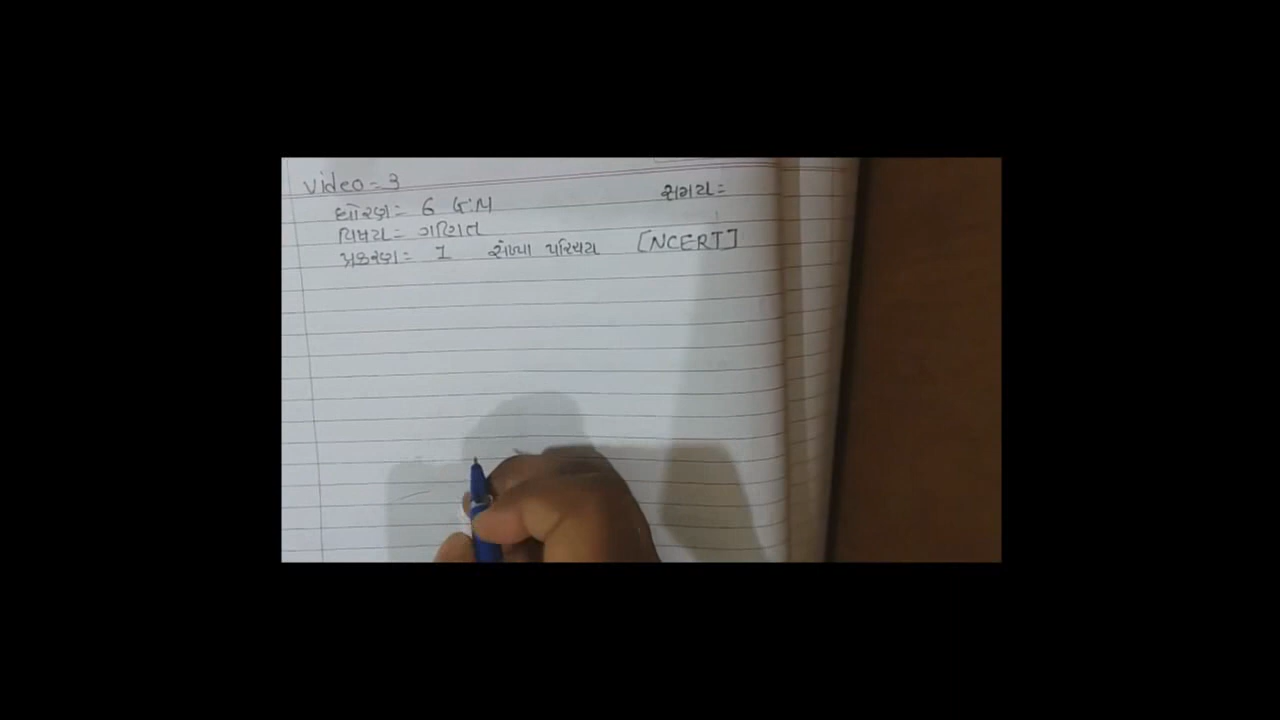 Video = 3
ધોરણ = 6 G.M સમય =
વિષય = ગણિત
પ્રકરણ = 1 સંખ્યા પરિચય [NCERT]